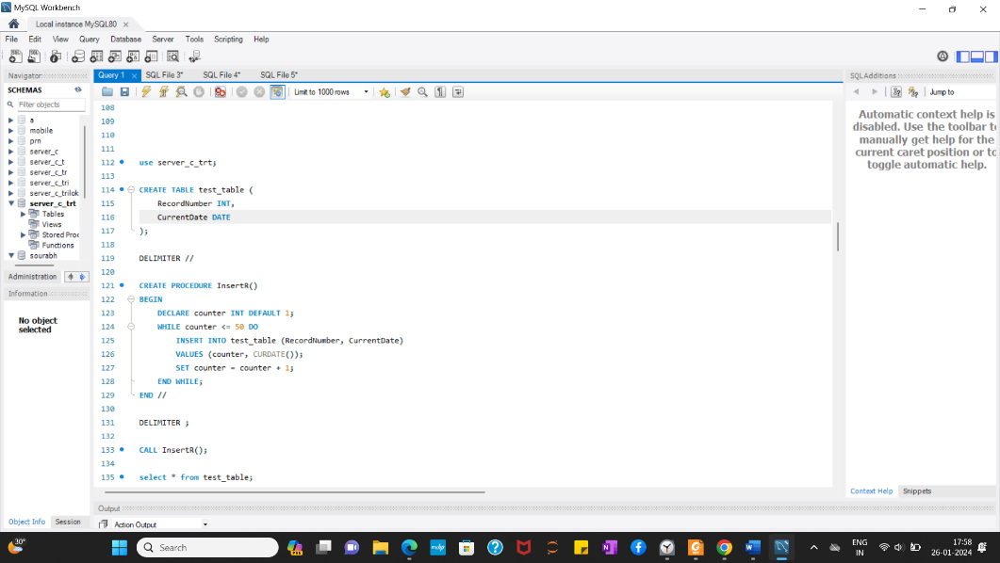 MySQL Workbench
Local instance MySQL80 ×
File Edit View Query Database Server Tools Scripting Help
Navigator
SCHEMAS
Filter objects
a
mobile
prn
server_c
server_c_t
server_c_tr
server_c_tri
server_c_trilok
server_c_trt
Tables
Views
Stored Proc
Functions
sourabh
Administration
Information
No object
selected
Object Info Session
Query 1 × SQL File 3* SQL File 4* SQL File 5*
Limit to 1000 rows
108
109
110
111
112 use server_c_trt;
113
114 CREATE TABLE test_table (
115 RecordNumber INT,
116 CurrentDate DATE
117 );
118
119 DELIMITER //
120
121 CREATE PROCEDURE InsertR()
122 BEGIN
123 DECLARE counter INT DEFAULT 1;
124 WHILE counter <= 50 DO
125 INSERT INTO test_table (RecordNumber, CurrentDate)
126 VALUES (counter, CURDATE());
127 SET counter = counter + 1;
128 END WHILE;
129 END //
130
131 DELIMITER ;
132
133 CALL InsertR();
134
135 select * from test_table;
Output
Action Output
SQLAdditions
Jump to
Automatic context help is
disabled. Use the toolbar to
manually get help for the
current caret position or to
toggle automatic help.
Context Help Snippets
30°
Search
ENG
IN
17:58
26-01-2024